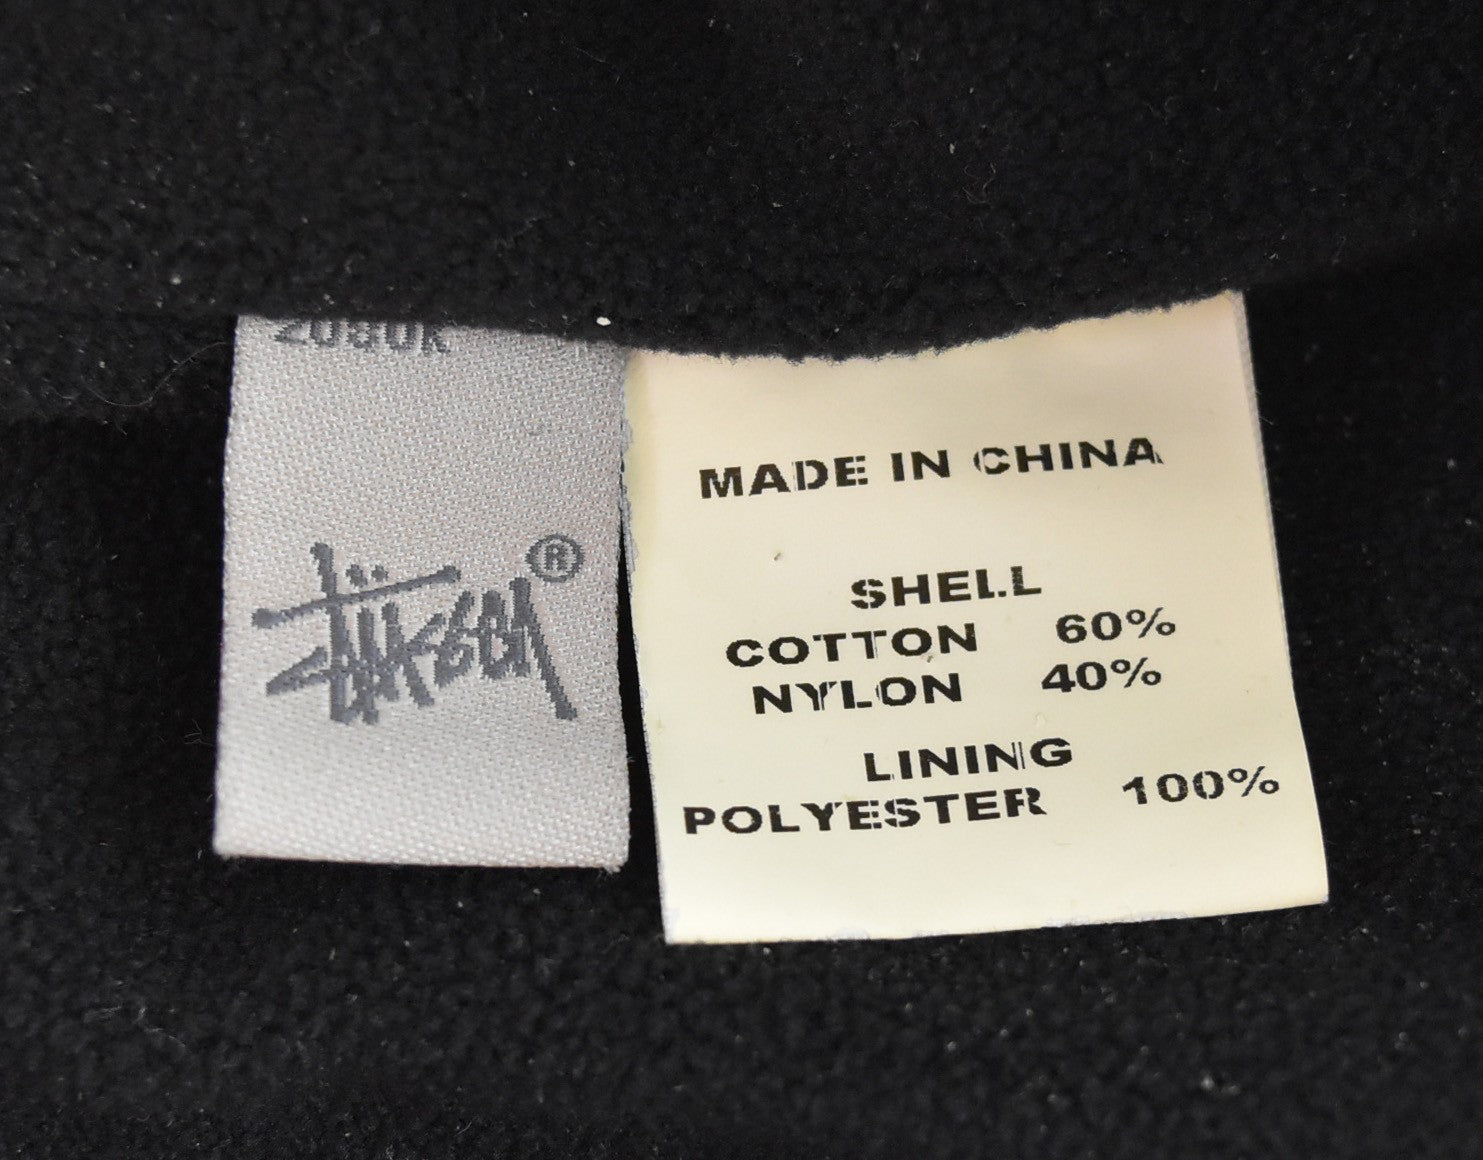 Stüssy ®
MADE IN CHINA
SHELL
COTTON 60%
NYLON 40%
LINING
POLYESTER 100%